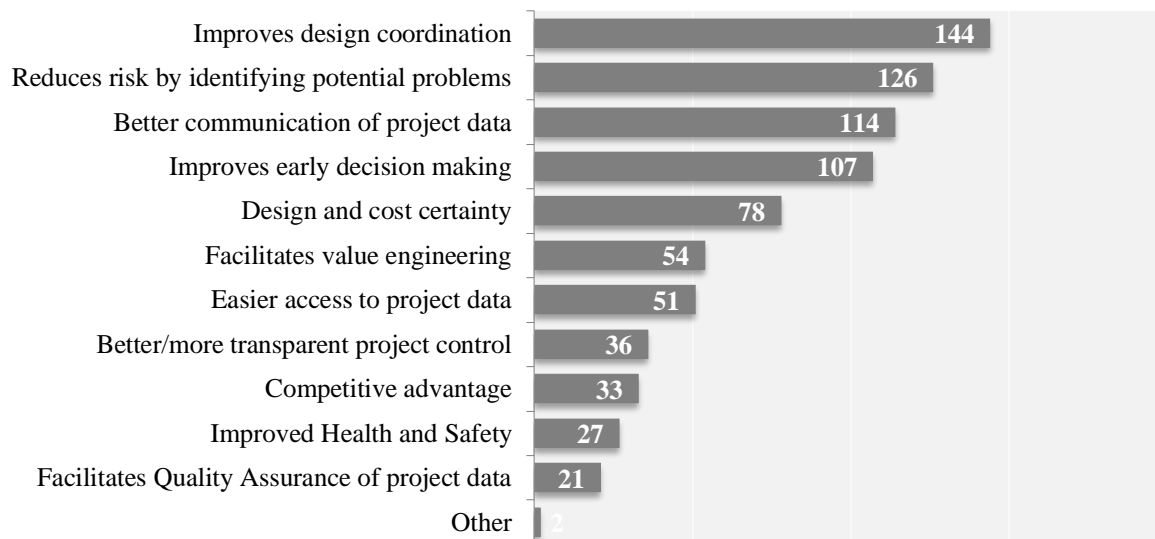 Improves design coordination 144
Reduces risk by identifying potential problems 126
Better communication of project data 114
Improves early decision making 107
Design and cost certainty 78
Facilitates value engineering 54
Easier access to project data 51
Better/more transparent project control 36
Competitive advantage 33
Improved Health and Safety 27
Facilitates Quality Assurance of project data 21
Other 2